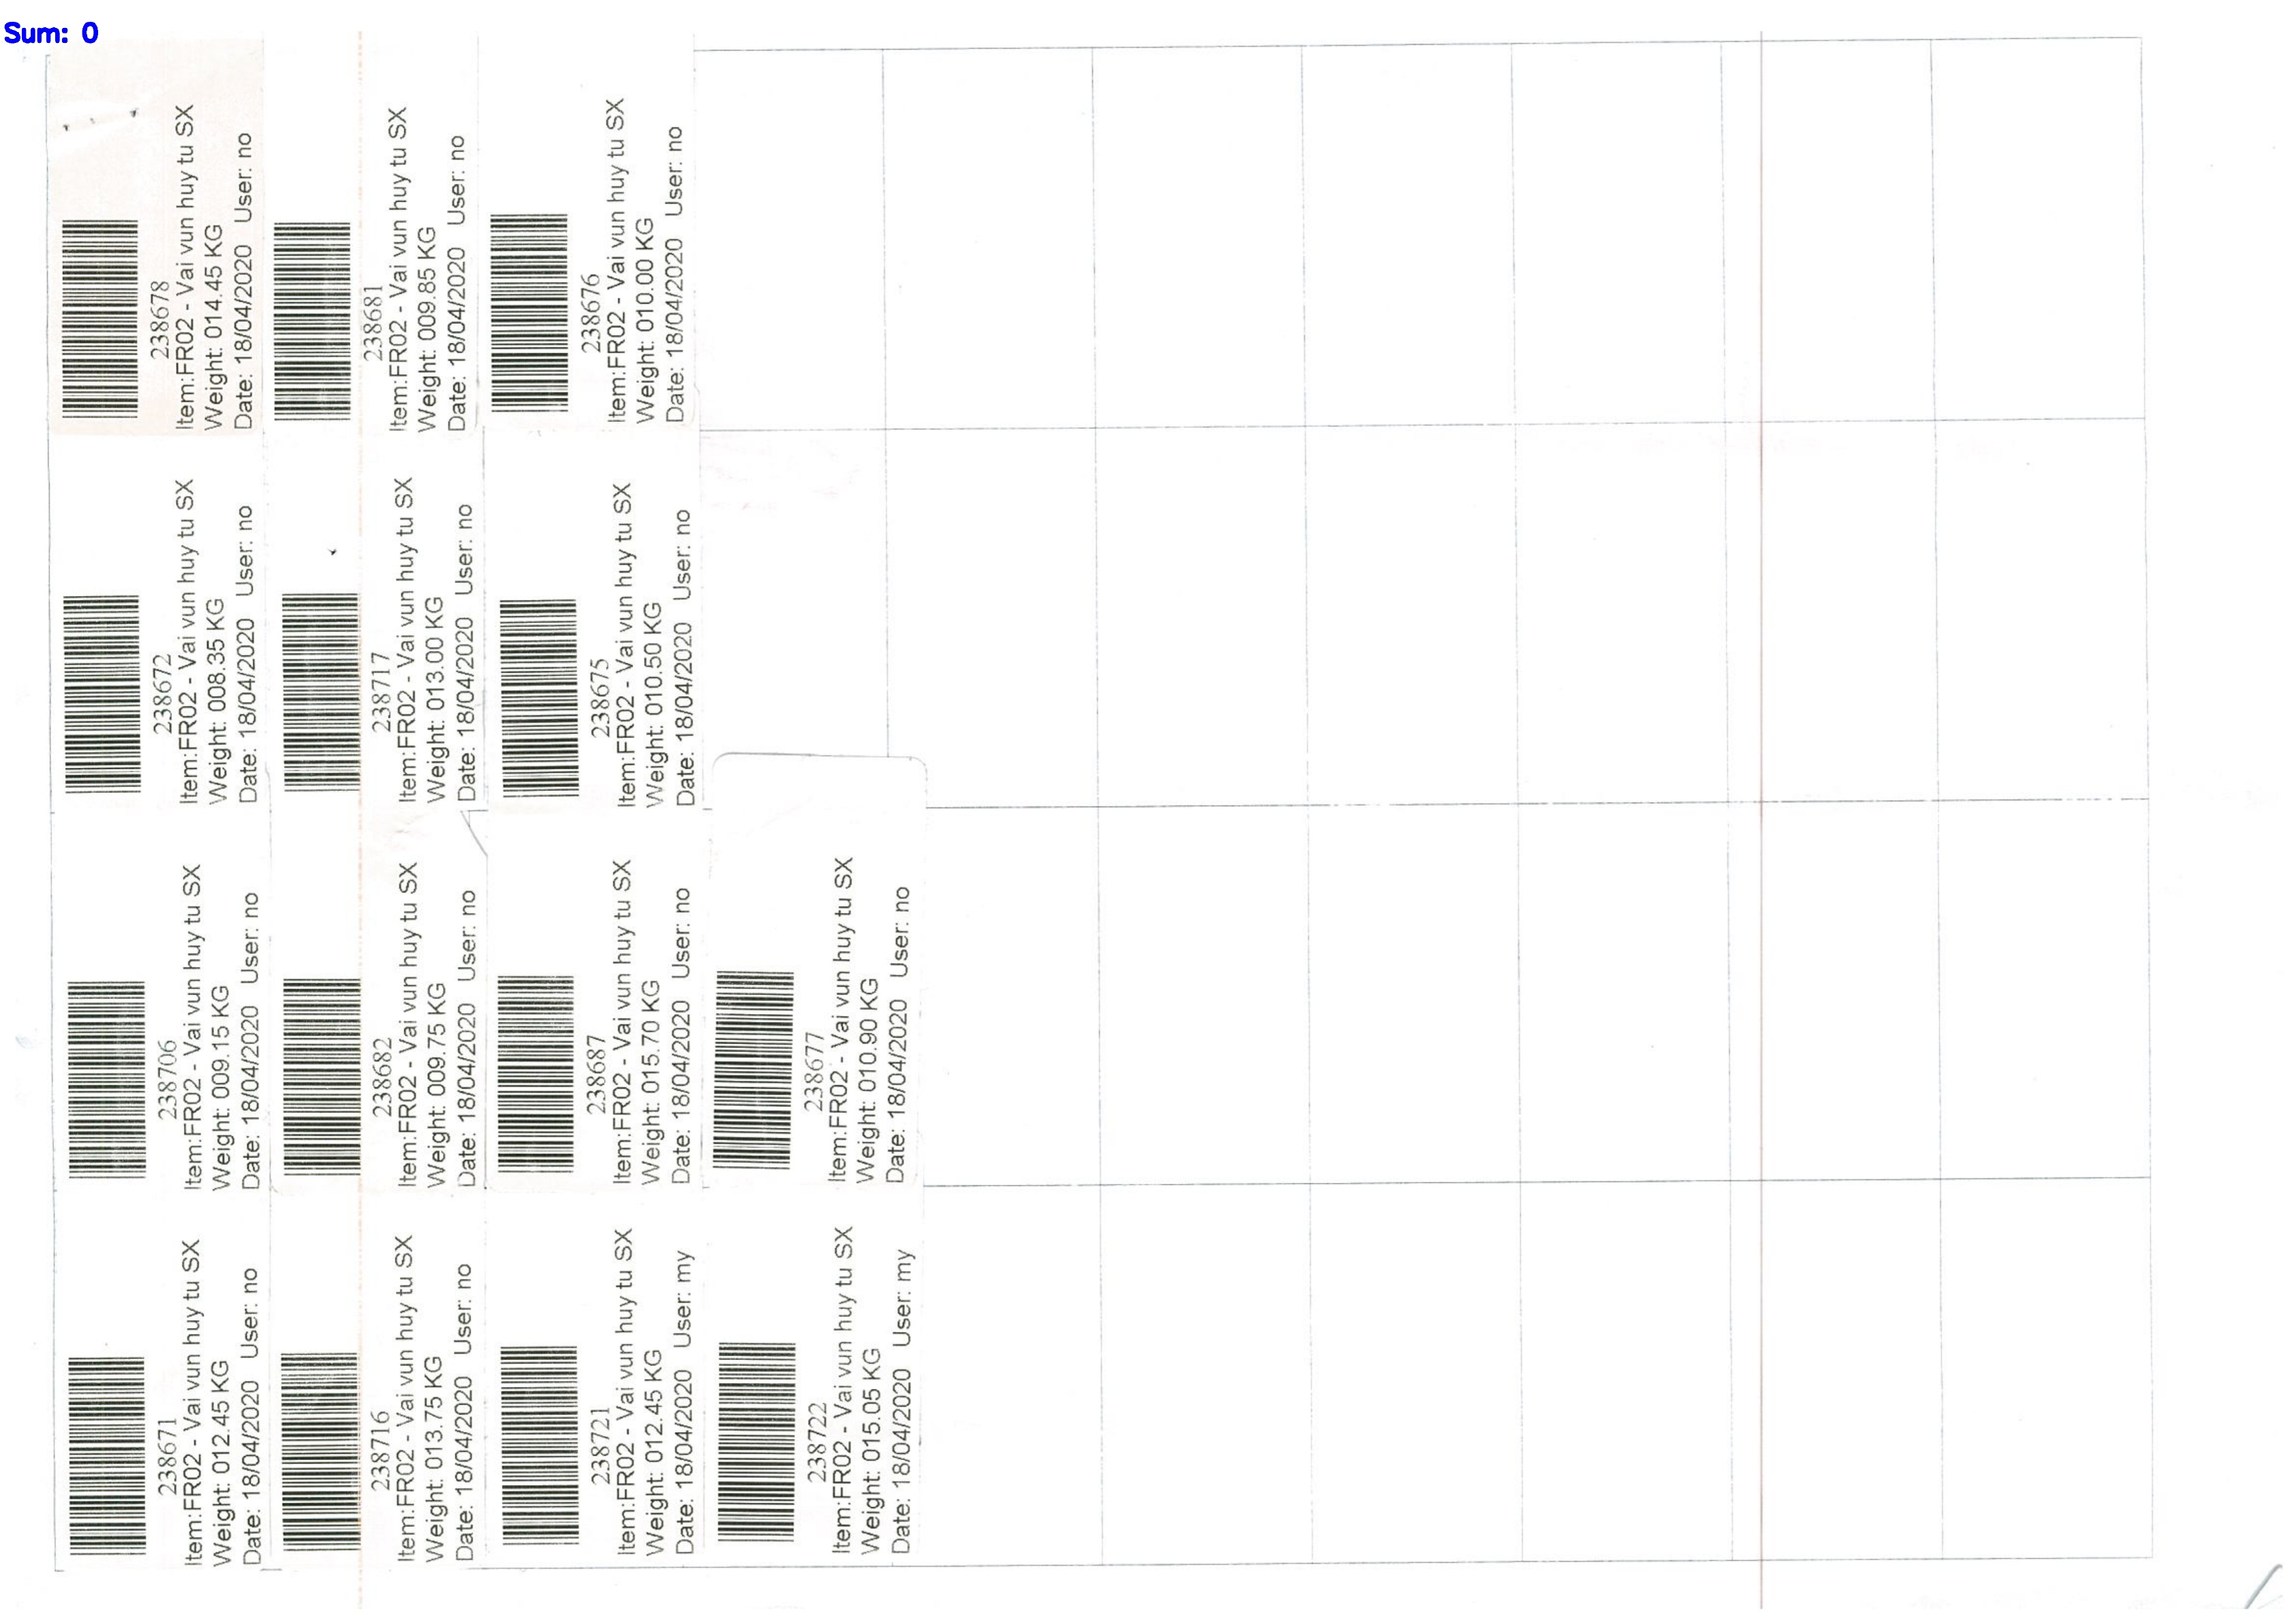 Sum: 0
238671
Item:FR02 - Vai vun huy tu SX
Weight: 012.45 KG
Date: 18/04/2020 User: no
238706
Item:FR02 - Vai vun huy tu SX
Weight: 009.15 KG
Date: 18/04/2020 User: no
238672
Item:FR02 - Vai vun huy tu SX
Weight: 008.35 KG
Date: 18/04/2020 User: no
238678
Item:FR02 - Vai vun huy tu SX
Weight: 014.45 KG
Date: 18/04/2020 User: no
238716
Item:FR02 - Vai vun huy tu SX
Weight: 013.75 KG
Date: 18/04/2020 User: no
238682
Item:FR02 - Vai vun huy tu SX
Weight: 009.75 KG
Date: 18/04/2020 User: no
238717
Item:FR02 - Vai vun huy tu SX
Weight: 013.00 KG
Date: 18/04/2020 User: no
238681
Item:FR02 - Vai vun huy tu SX
Weight: 009.85 KG
Date: 18/04/2020 User: no
238721
Item:FR02 - Vai vun huy tu SX
Weight: 012.45 KG
Date: 18/04/2020 User: my
238687
Item:FR02 - Vai vun huy tu SX
Weight: 015.70 KG
Date: 18/04/2020 User: no
238675
Item:FR02 - Vai vun huy tu SX
Weight: 010.50 KG
Date: 18/04/2020 User: no
238676
Item:FR02 - Vai vun huy tu SX
Weight: 010.00 KG
Date: 18/04/2020 User: no
238722
Item:FR02 - Vai vun huy tu SX
Weight: 015.05 KG
Date: 18/04/2020 User: my
238677
Item:FR02 - Vai vun huy tu SX
Weight: 010.90 KG
Date: 18/04/2020 User: no